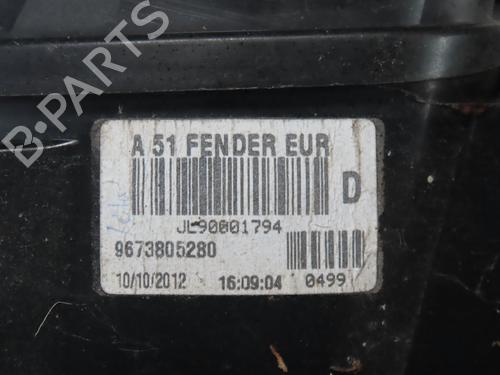 A 51 FENDER EUR
D
JL90001794
9673805280
10/10/2012 16:09:04 0499
B-PARTS